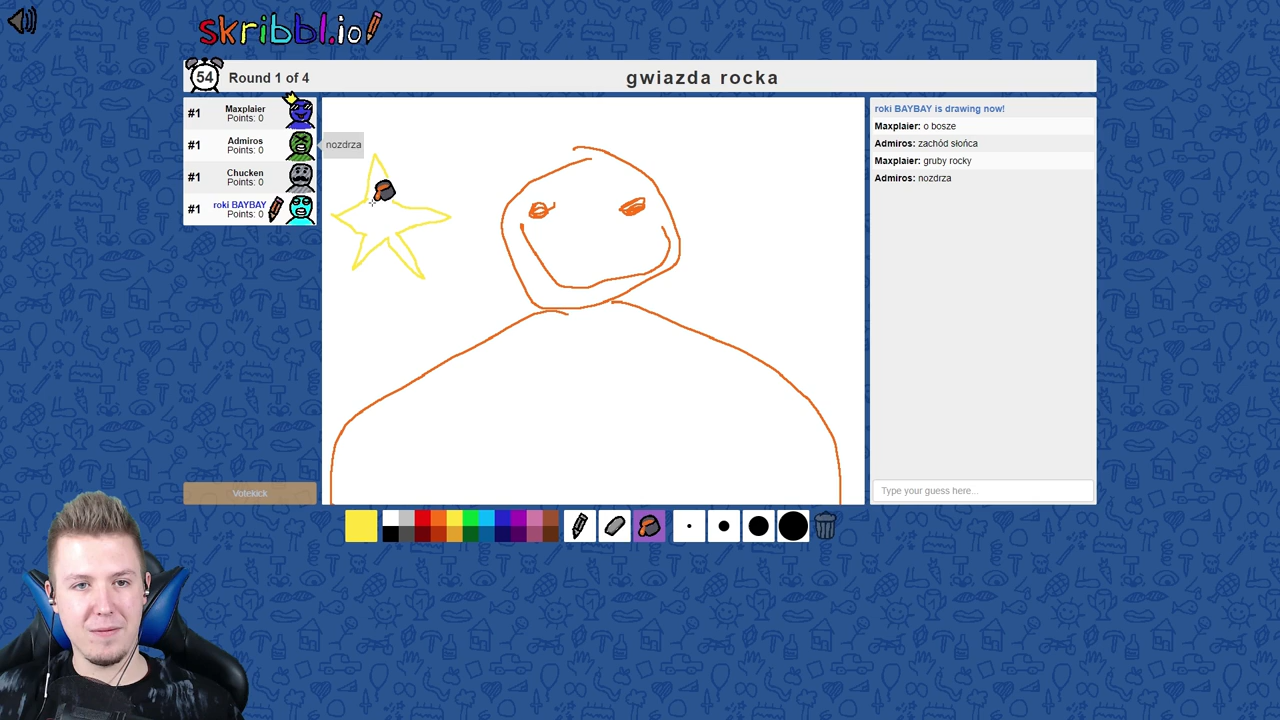 skribbl.io
54
Round 1 of 4
gwiazda rocka
#1
Maxplaier
Points: 0
#1
Admiros
Points: 0
nozdrza
#1
Chucken
Points: 0
#1
roki BAYBAY
Points: 0
Votekick
roki BAYBAY is drawing now!
Maxplaier: o bosze
Admiros: zachód słońca
Maxplaier: gruby rocky
Admiros: nozdrza
Type your guess here...